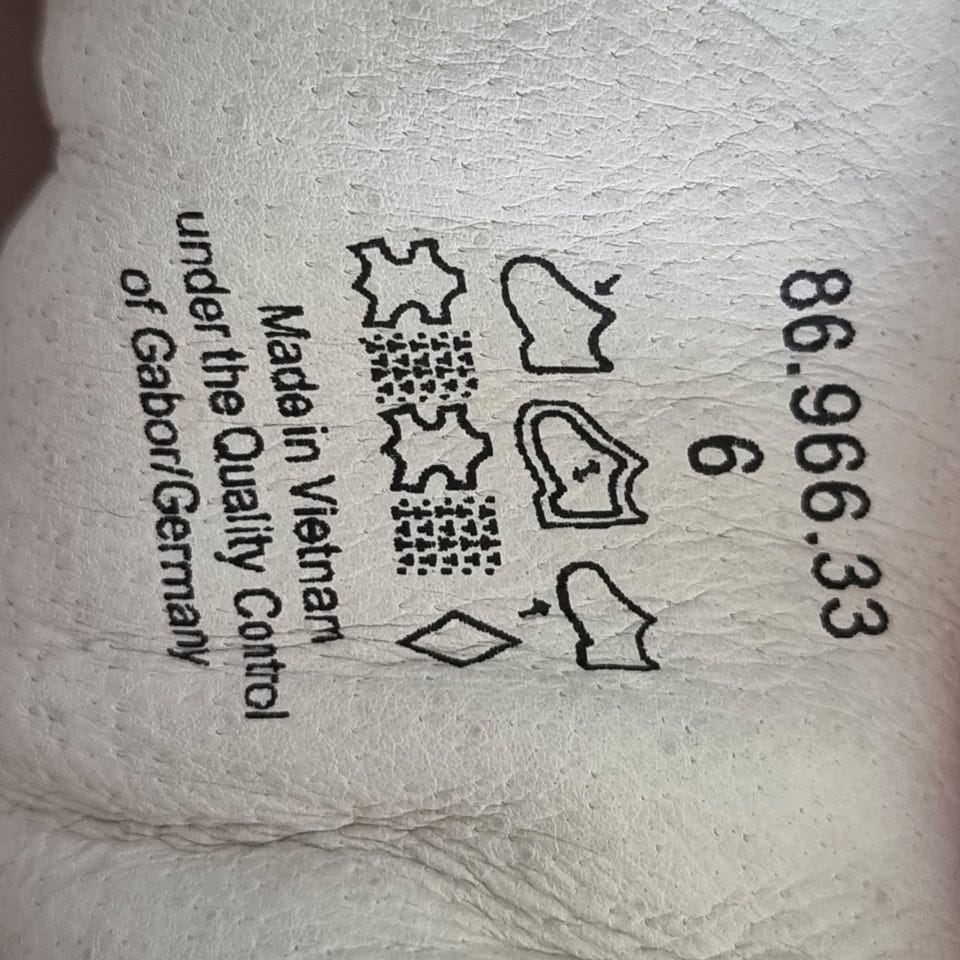 86.966.33
6
Made in Vietnam
under the Quality Control
of Gabor/Germany